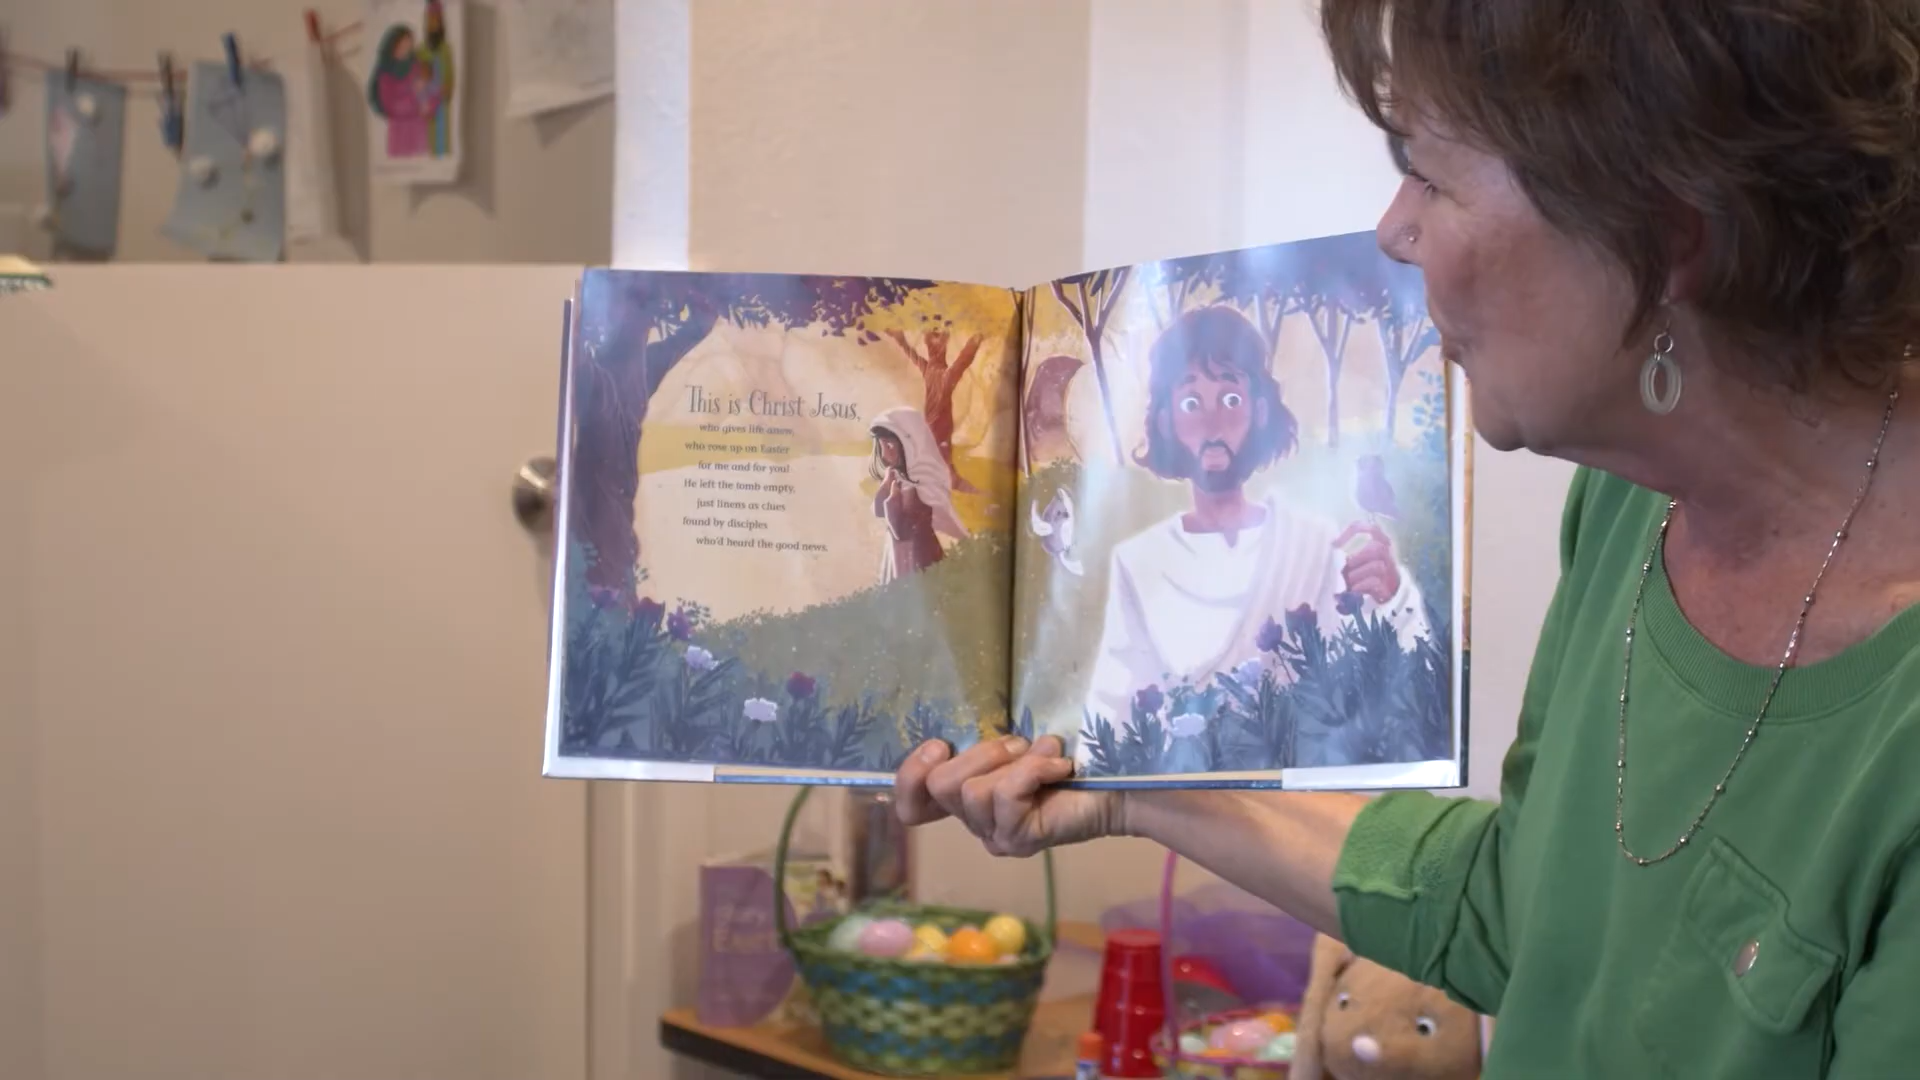 This is Christ Jesus,
who gives life anew,
who rose up on Easter
for me and for you!
He left the tomb empty,
just linens as clues
found by disciples
who'd heard the good news.